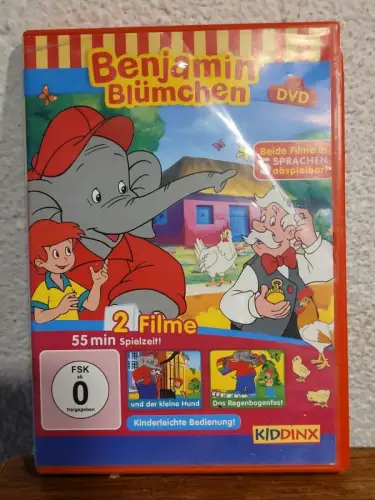 Benjamin
Blümchen
DVD
Beide Filme in
SPRACHEN
abspielbar!
2 Filme
55 min Spielzeit!
FSK
ab
0
freigegeben
und der kleine Hund
Das Regenbogenfest
Kinderleichte Bedienung!
KIDDINX